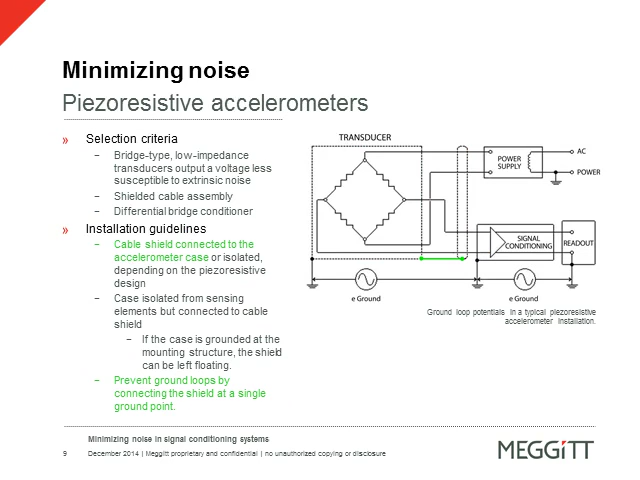 Minimizing noise
Piezoresistive accelerometers
» Selection criteria
– Bridge-type, low-impedance
transducers output a voltage less
susceptible to extrinsic noise
– Shielded cable assembly
– Differential bridge conditioner
» Installation guidelines
– Cable shield connected to the
accelerometer case or isolated,
depending on the piezoresistive
design
– Case isolated from sensing
elements but connected to cable
shield
– If the case is grounded at the
mounting structure, the shield
can be left floating.
– Prevent ground loops by
connecting the shield at a single
ground point.
TRANSDUCER
POWER
SUPPLY
AC
POWER
SIGNAL
CONDITIONING
READOUT
e Ground
e Ground
Ground loop potentials in a typical piezoresistive
accelerometer installation.
Minimizing noise in signal conditioning systems
9 December 2014 | Meggitt proprietary and confidential | no unauthorized copying or disclosure
MEGGiTT